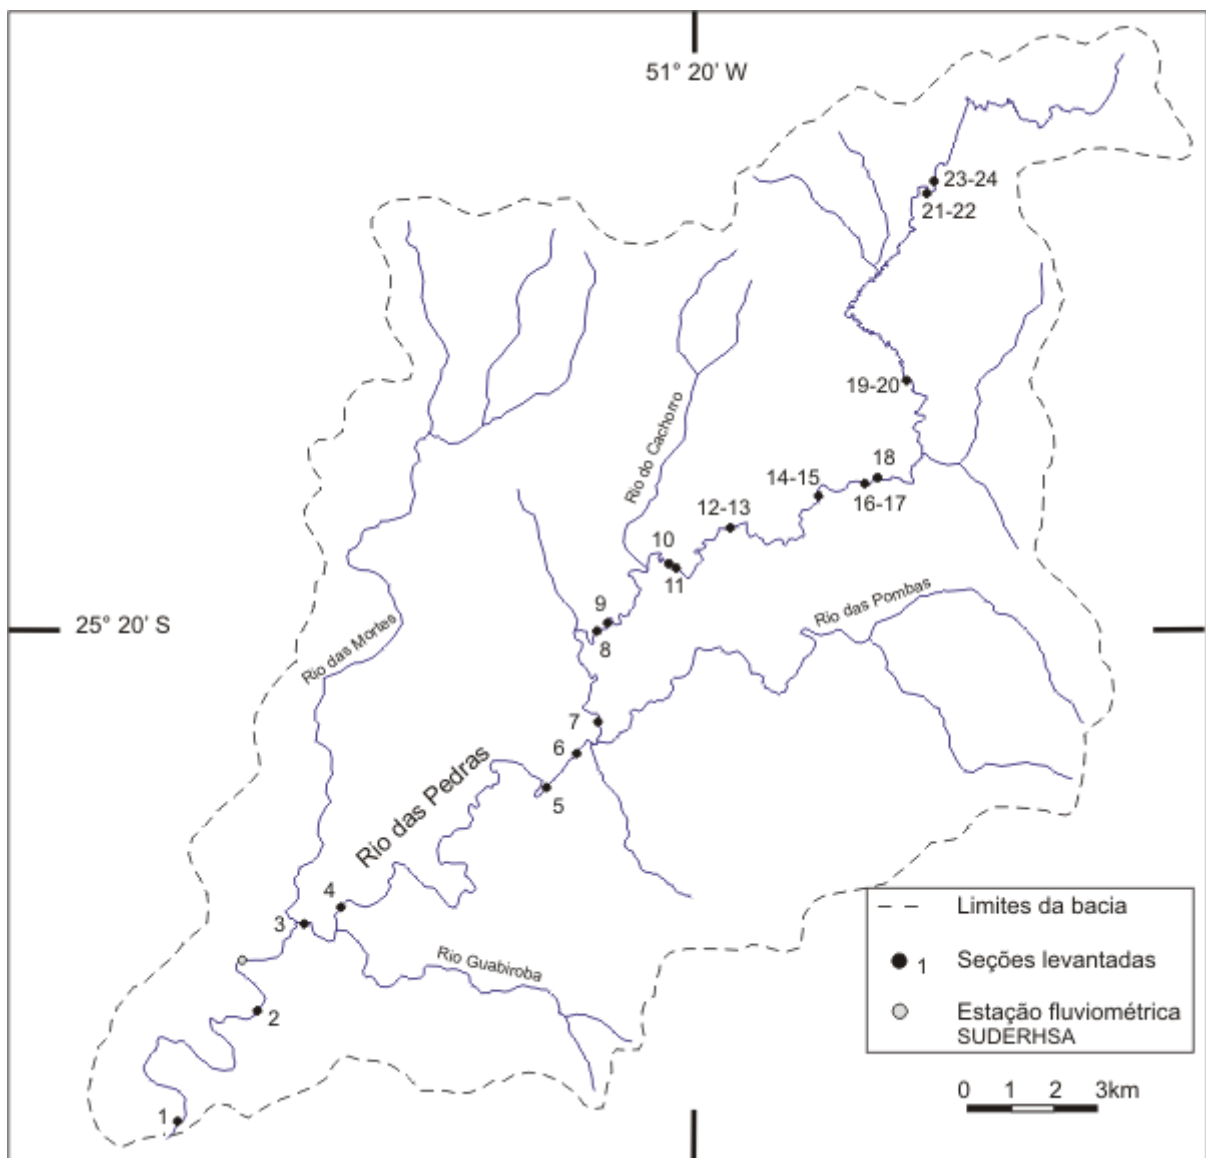 51° 20' W
23-24
21-22
19-20
Rio do Cachorro
18
14-15
16-17
12-13
10
11
Rio das Pombas
9
25° 20' S
8
Rio das Mortes
7
6
Rio das Pedras
5
4
3
Limites da bacia
Rio Guabiroba
1 Seções levantadas
2
Estação fluviométrica
SUDERHSA
0 1 2 3km
1